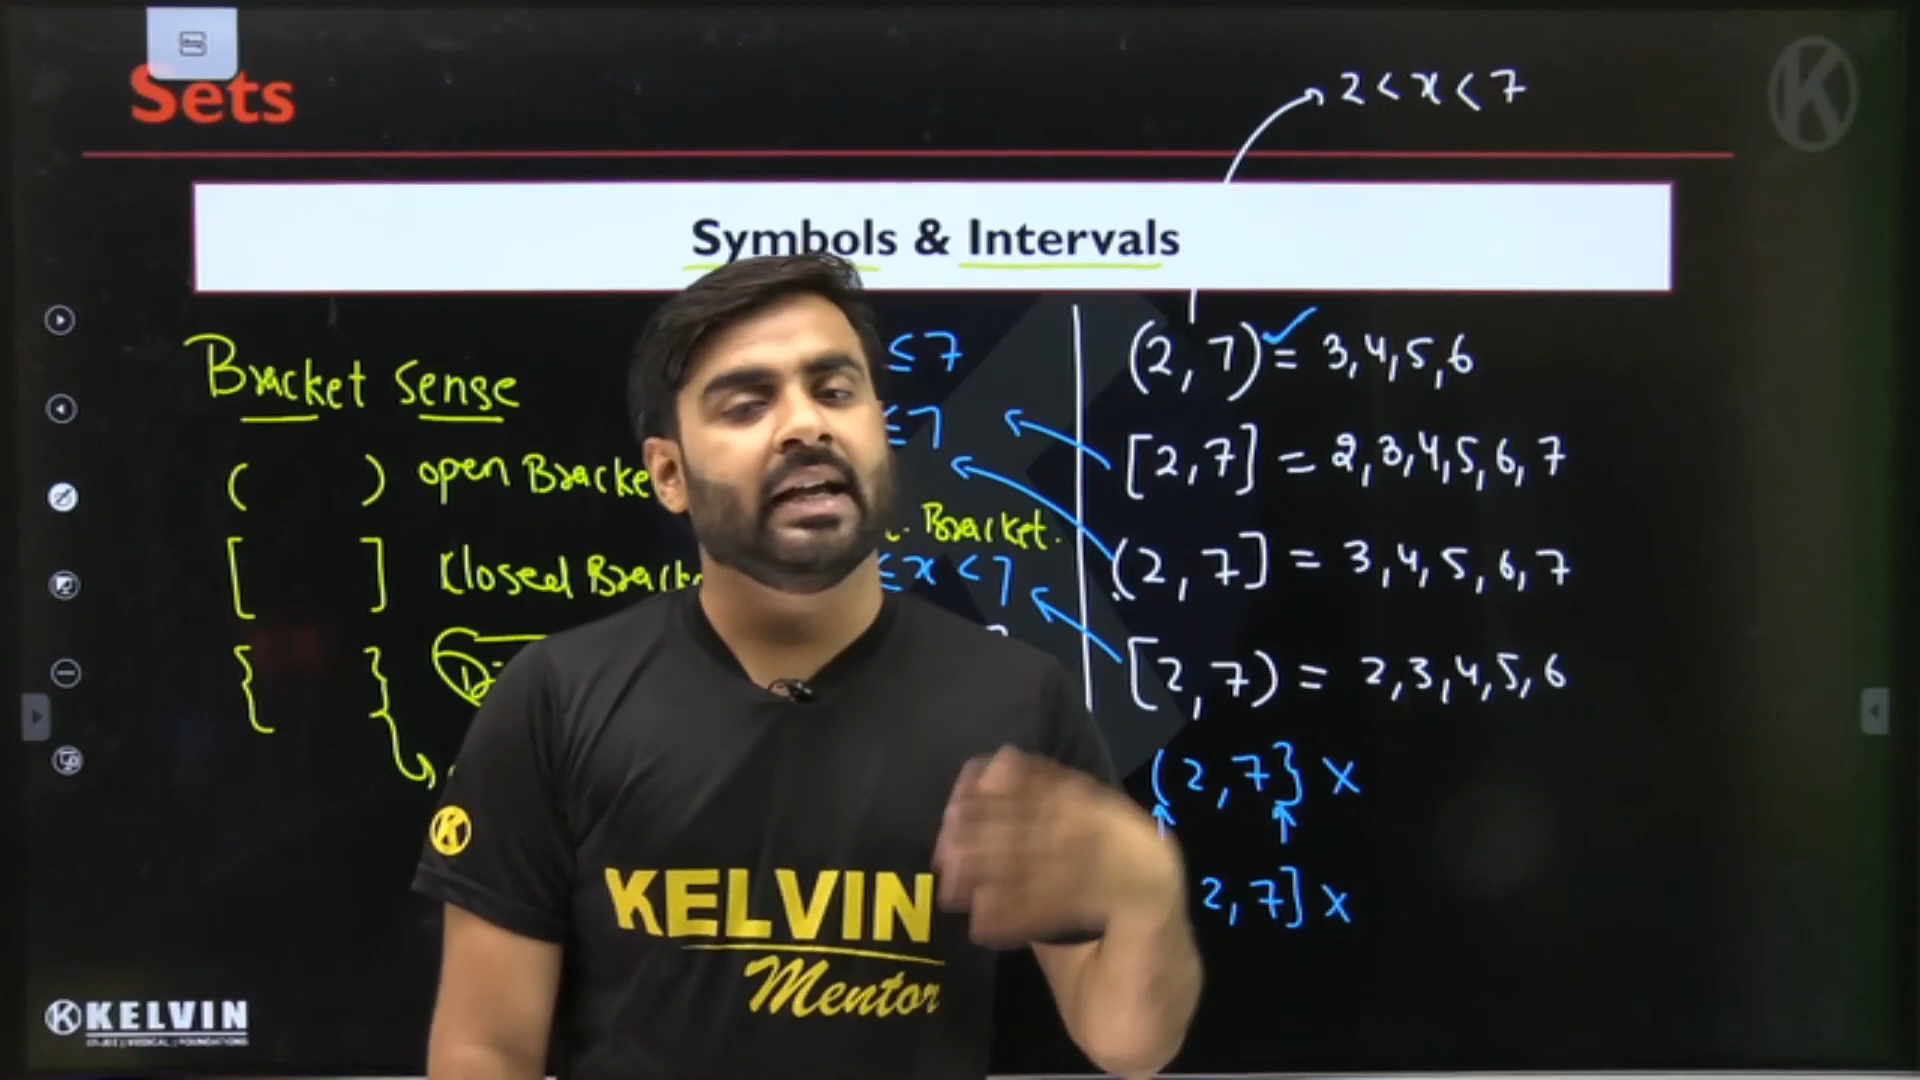 Sets
2 < x < 7
Symbols & Intervals
Bracket Sense
( ) open Bracke
[ ] Closed Brack
{ }
≤ 7
≤ 7
Bracket.
≤ x < 7
(2, 7) = 3, 4, 5, 6
[2, 7] = 2, 3, 4, 5, 6, 7
(2, 7] = 3, 4, 5, 6, 7
[2, 7) = 2, 3, 4, 5, 6
(2, 7} x
2, 7] x
KELVIN
Mentor
KELVIN